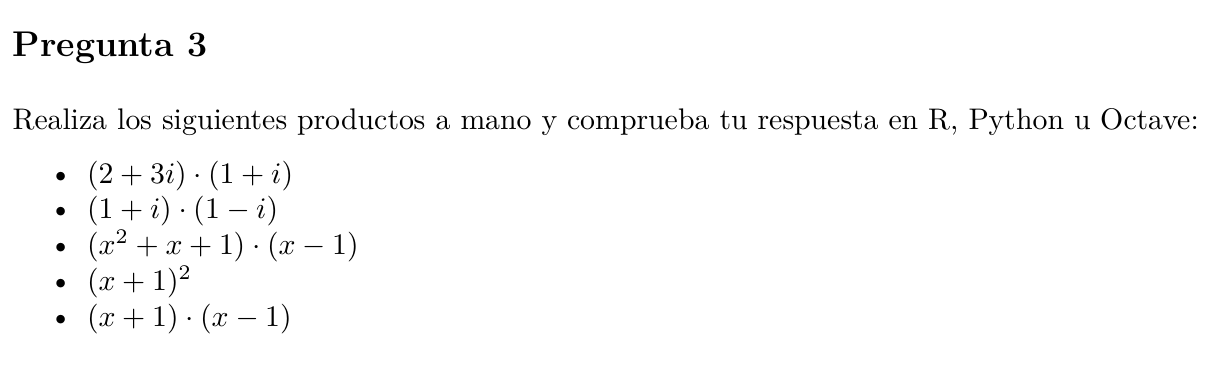 Pregunta 3
Realiza los siguientes productos a mano y comprueba tu respuesta en R, Python u Octave:
• (2 + 3i) · (1 + i)
• (1 + i) · (1 − i)
• (x² + x + 1) · (x − 1)
• (x + 1)²
• (x + 1) · (x − 1)